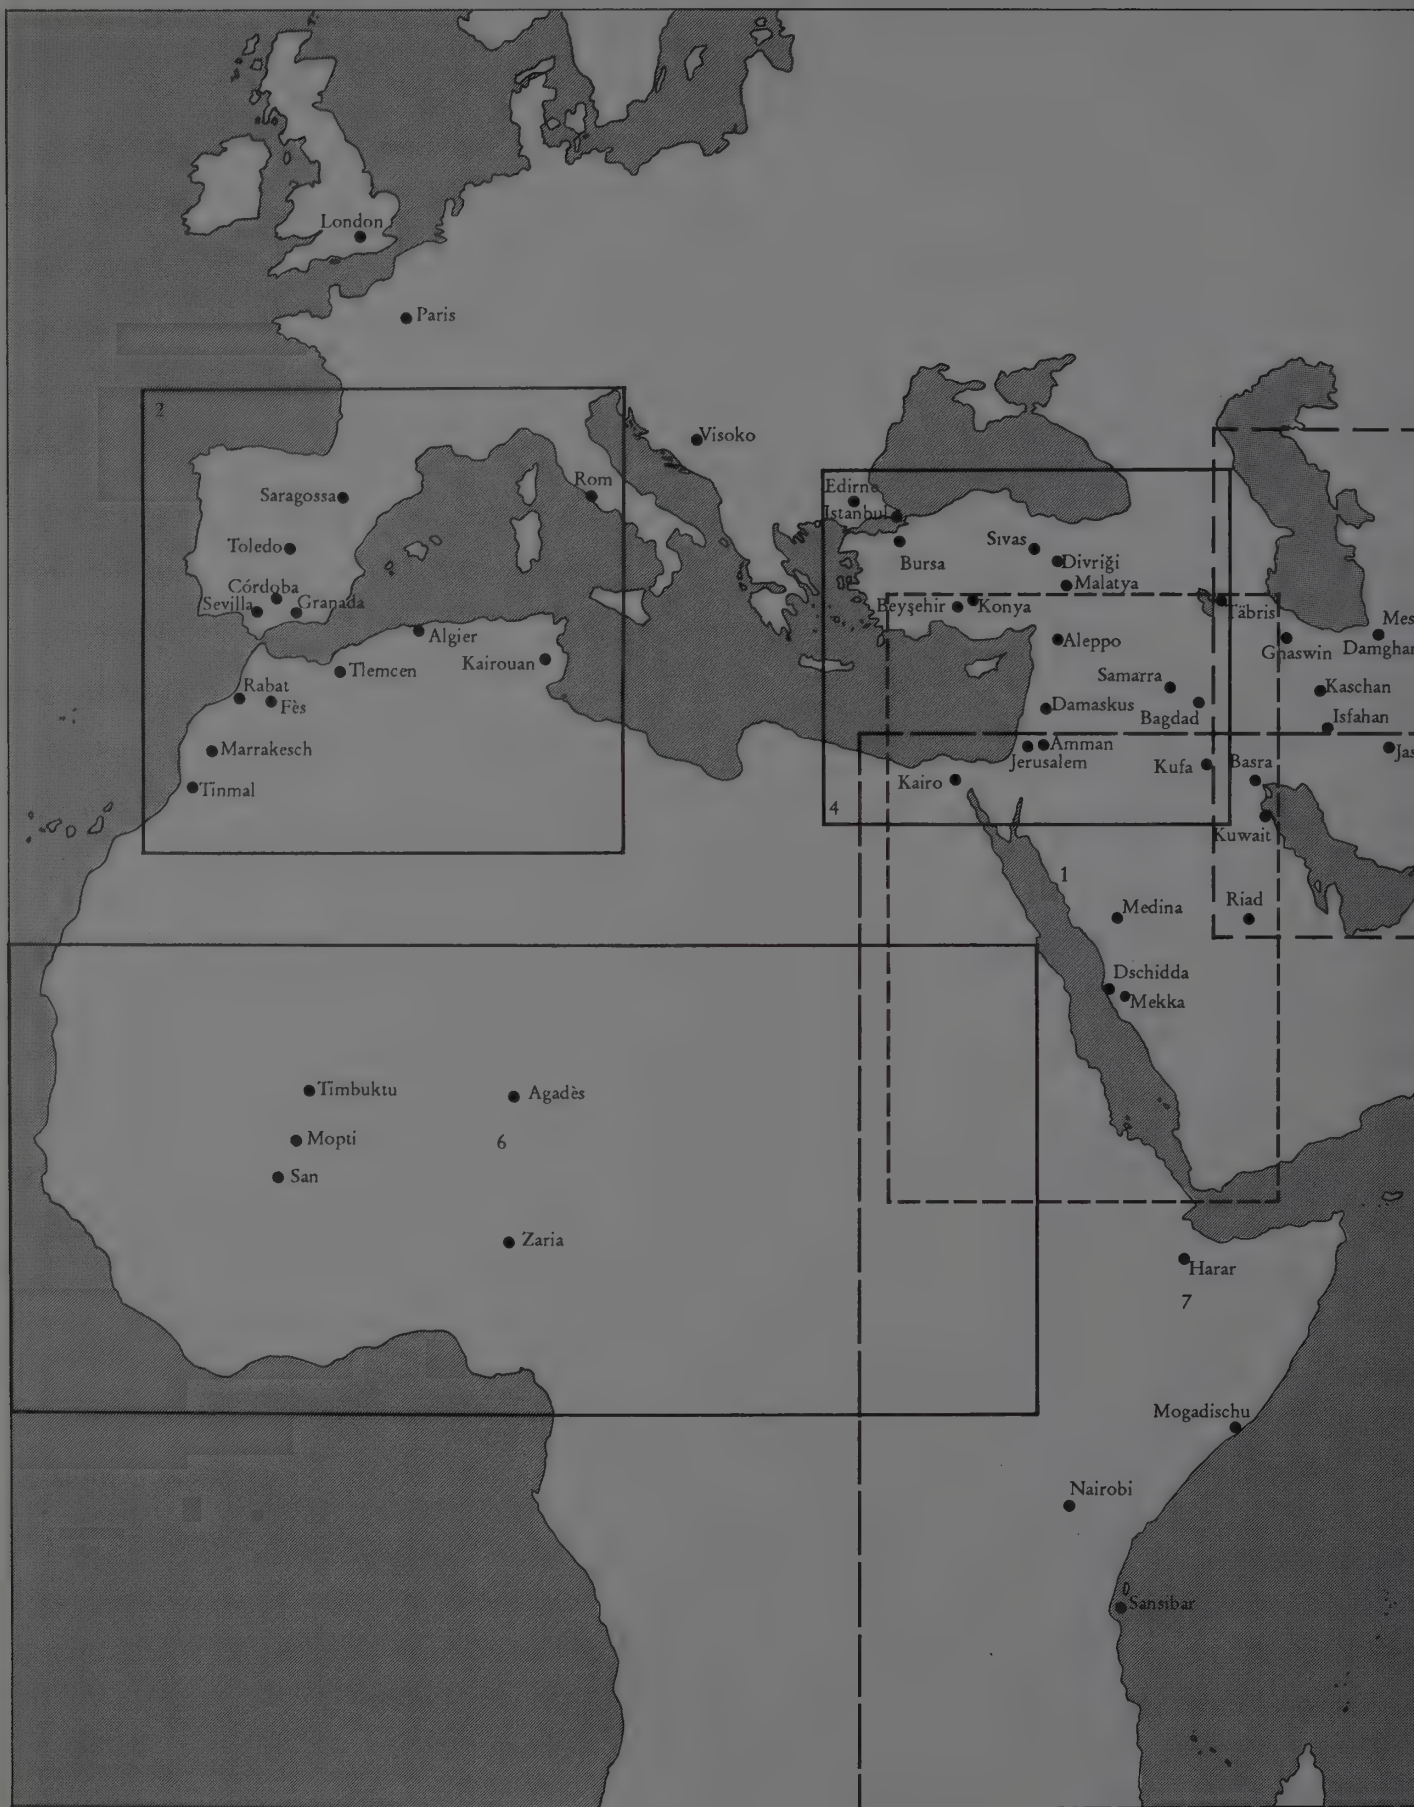 London
Paris
2
Visoko
Rom
Saragossa
Edirne
Istanbul
Toledo
Sivas
Divriği
Bursa
Malatya
Córdoba
Sevilla
Granada
Beyşehir
Konya
Täbris
Mes
Algier
Aleppo
Damghan
Kairouan
Tlemcen
Samarra
Kaschan
Rabat
Fès
Damaskus
Bagdad
Isfahan
Marrakesch
Amman
Jerusalem
Jas
Kufa
Basra
Kairo
Tinmal
4
Kuwait
1
Medina
Riad
Dschidda
Mekka
Timbuktu
Agadès
Mopti
6
San
Zaria
Harar
7
Mogadischu
Nairobi
Sansibar